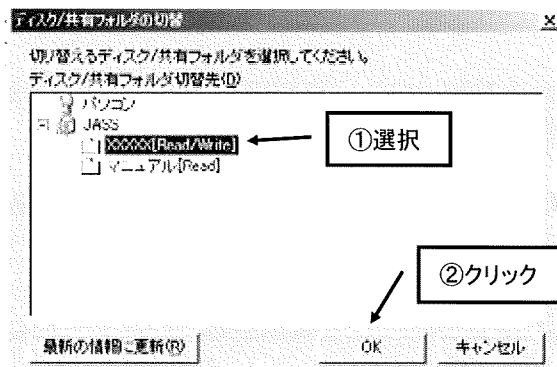 ディスク/共有フォルダの切替
切り替えるディスク/共有フォルダを選択してください。
ディスク/共有フォルダ切替先(D)
パソコン
JASS
XXXXX[Read/Write]
マニュアル[Read]
①選択
②クリック
最新の情報に更新(R)
OK
キャンセル